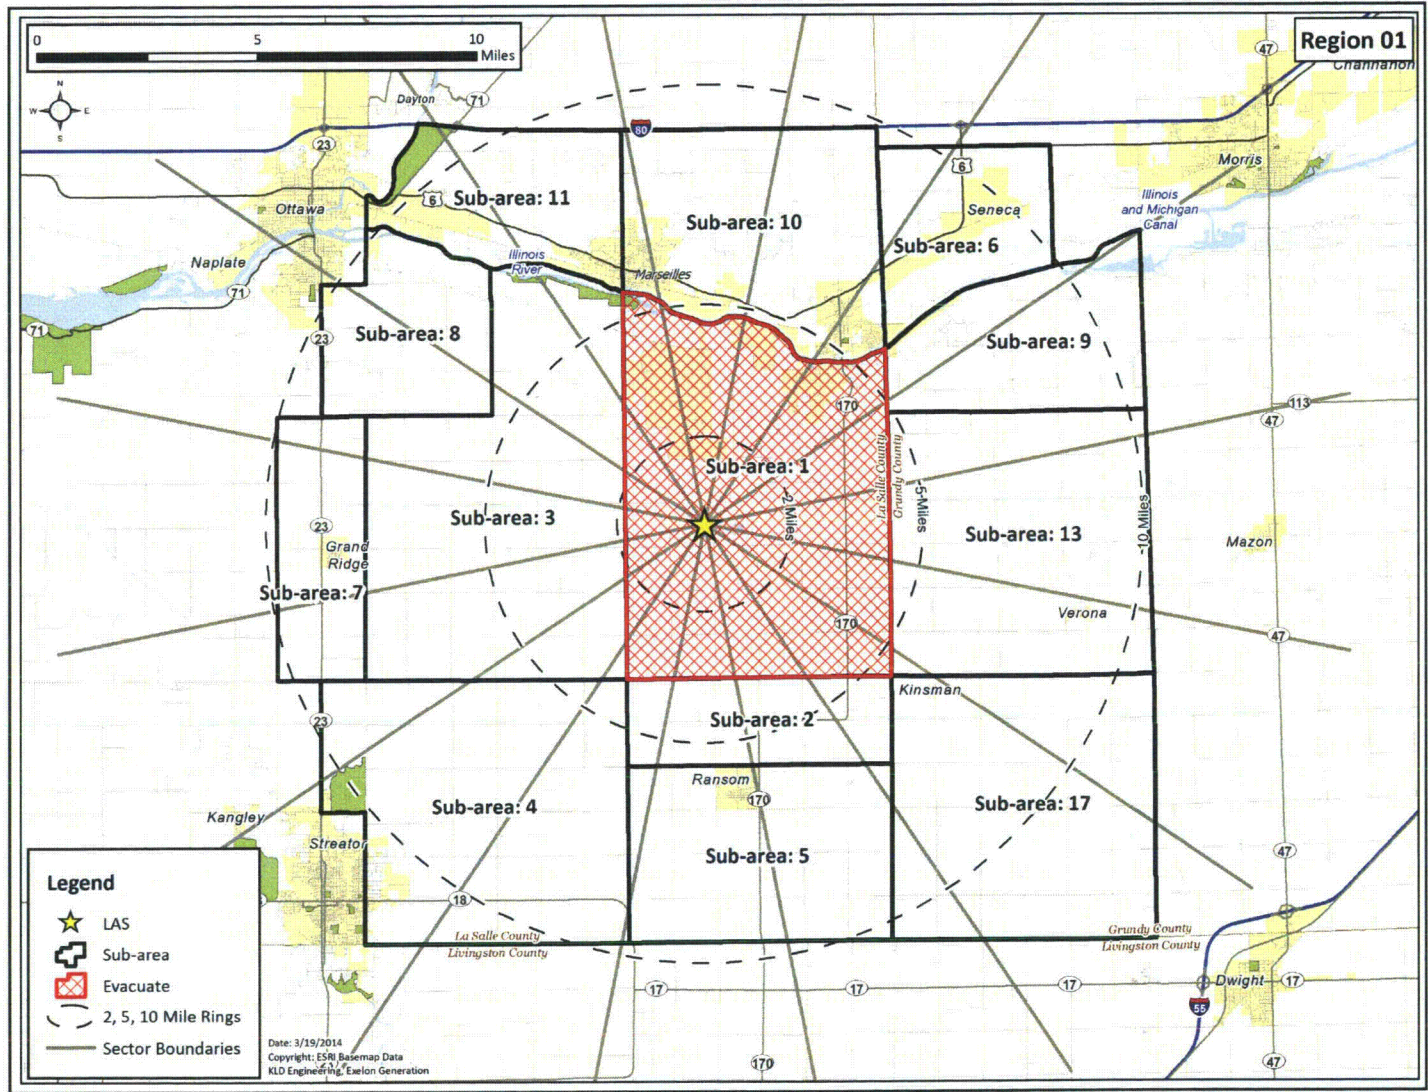 Region 01
0 5 10
Miles
N
W E
S
Dayton
71
47
Channahon
80
23
6
Morris
Sub-area: 11
6
Seneca
Illinois
and Michigan
Canal
Ottawa
Sub-area: 10
Sub-area: 6
Naplate
Illinois
River
Marseilles
71
71
23
Sub-area: 8
Sub-area: 9
170
113
47
La Salle County
Grundy County
Sub-area: 1
2 Miles
5 Miles
10 Miles
Sub-area: 3
23
Grand
Ridge
Sub-area: 13
Mazon
Sub-area: 7
170
Verona
47
Kinsman
23
Sub-area: 2
Ransom
170
Sub-area: 4
Sub-area: 17
Kangley
Streator
Sub-area: 5
47
18
La Salle County
Livingston County
Grundy County
Livingston County
17
17
17
Dwight
17
55
170
47
Legend
LAS
Sub-area
Evacuate
2, 5, 10 Mile Rings
Sector Boundaries
Date: 3/19/2014
Copyright: ESRI Basemap Data
KLD Engineering, Exelon Generation